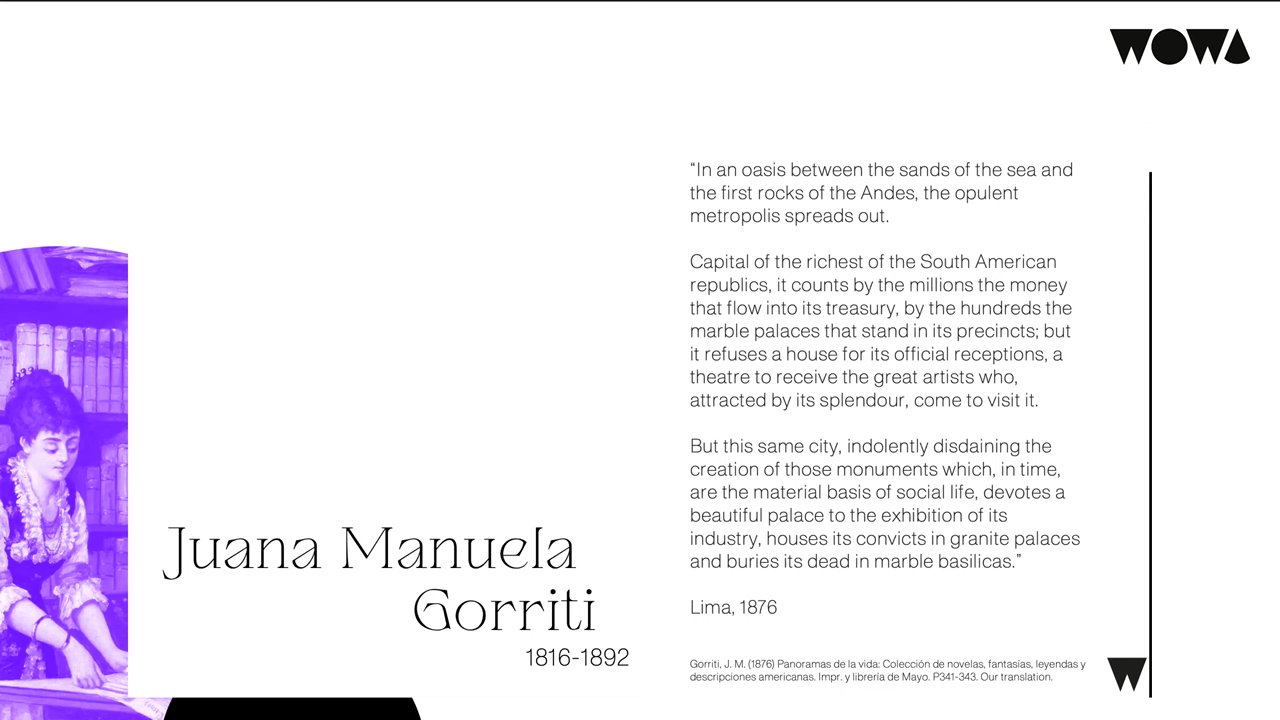 WOWA
“In an oasis between the sands of the sea and
the first rocks of the Andes, the opulent
metropolis spreads out.
Capital of the richest of the South American
republics, it counts by the millions the money
that flow into its treasury, by the hundreds the
marble palaces that stand in its precincts; but
it refuses a house for its official receptions, a
theatre to receive the great artists who,
attracted by its splendour, come to visit it.
But this same city, indolently disdaining the
creation of those monuments which, in time,
are the material basis of social life, devotes a
beautiful palace to the exhibition of its
industry, houses its convicts in granite palaces
and buries its dead in marble basilicas.”
Lima, 1876
Juana Manuela
Gorriti
1816-1892
Gorriti, J. M. (1876) Panoramas de la vida: Colección de novelas, fantasías, leyendas y
descripciones americanas. Impr. y librería de Mayo. P341-343. Our translation.
W